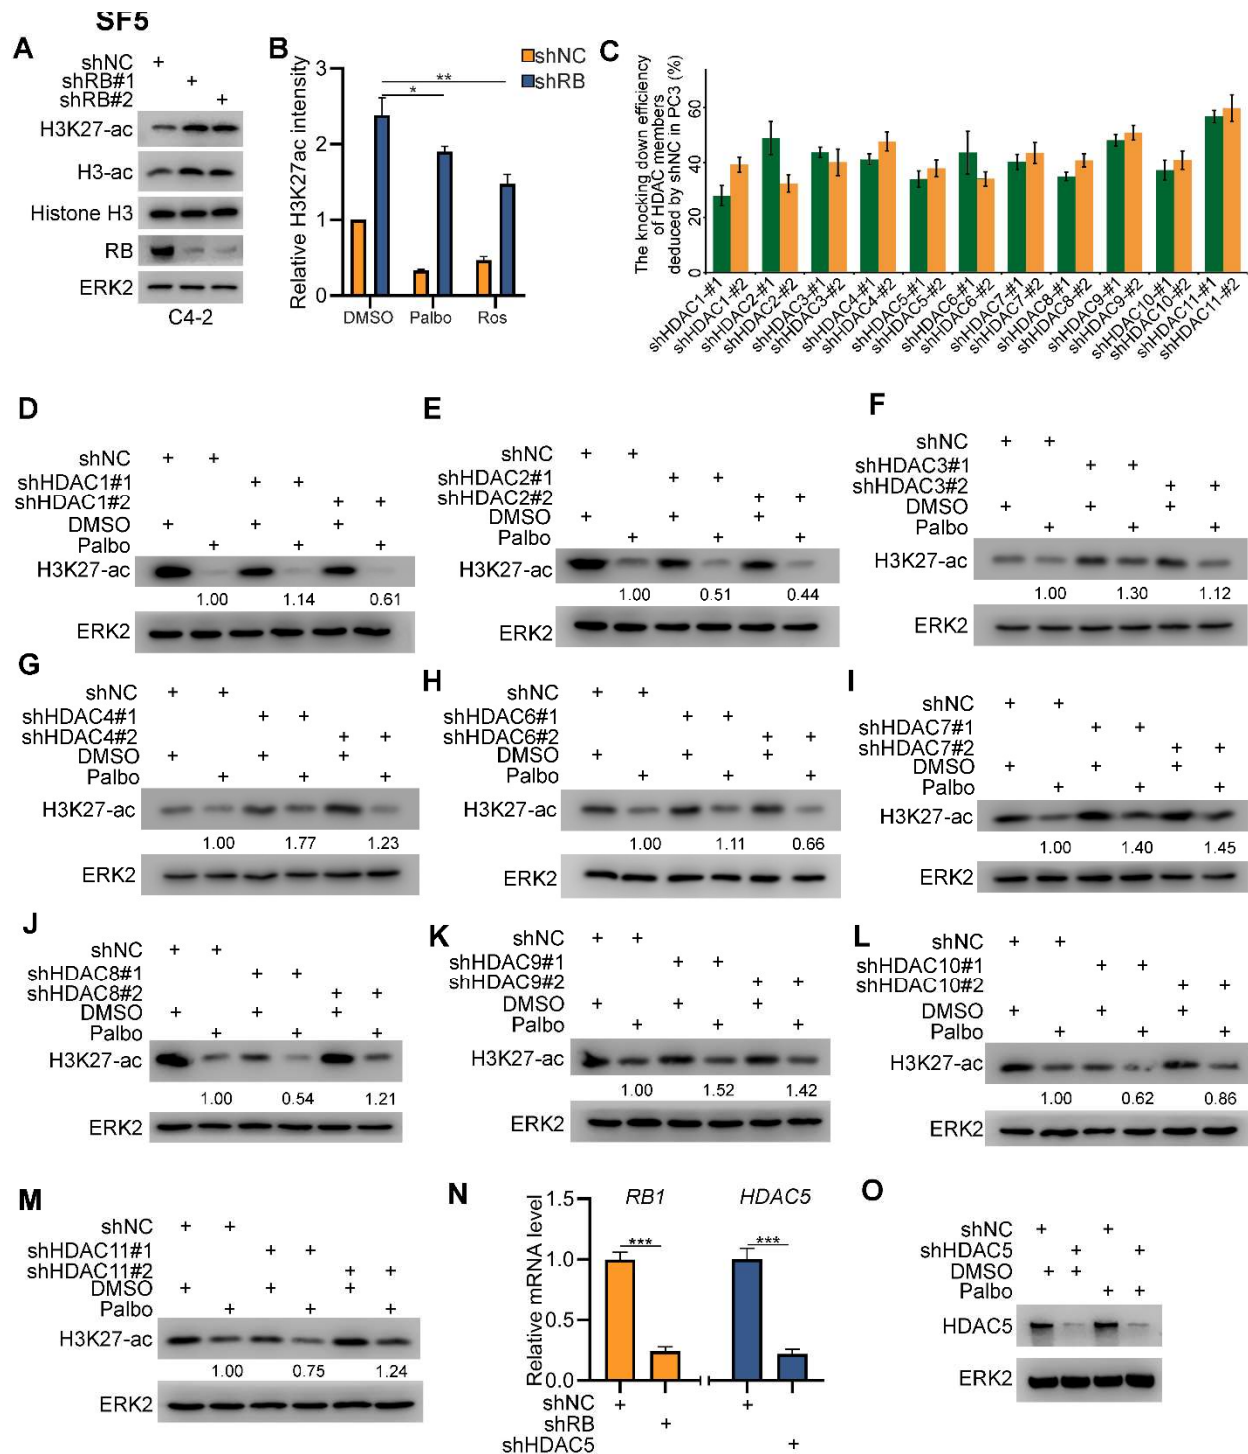 SF5
A
shNC +
shRB#1 +
shRB#2 +
H3K27-ac
H3-ac
Histone H3
RB
ERK2
C4-2
B
shNC
shRB
Relative H3K27ac intensity
3
2
1
0
**
*
DMSO Palbo Ros
C
The knocking down efficiency
of HDAC members
deduced by shNC in PC3 (%)
60
40
20
0
shHDAC1-#1
shHDAC1-#2
shHDAC2-#1
shHDAC2-#2
shHDAC3-#1
shHDAC3-#2
shHDAC4-#1
shHDAC4-#2
shHDAC5-#1
shHDAC5-#2
shHDAC6-#1
shHDAC6-#2
shHDAC7-#1
shHDAC7-#2
shHDAC8-#1
shHDAC8-#2
shHDAC9-#1
shHDAC9-#2
shHDAC10-#1
shHDAC10-#2
shHDAC11-#1
shHDAC11-#2
D
shNC + +
shHDAC1#1 + +
shHDAC1#2 + +
DMSO + + +
Palbo + + +
H3K27-ac
1.00 1.14 0.61
ERK2
E
shNC + +
shHDAC2#1 + +
shHDAC2#2 + +
DMSO + + +
Palbo + + +
H3K27-ac
1.00 0.51 0.44
ERK2
F
shNC + +
shHDAC3#1 + +
shHDAC3#2 + +
DMSO + + +
Palbo + + +
H3K27-ac
1.00 1.30 1.12
ERK2
G
shNC + +
shHDAC4#1 + +
shHDAC4#2 + +
DMSO + + +
Palbo + + +
H3K27-ac
1.00 1.77 1.23
ERK2
H
shNC + +
shHDAC6#1 + +
shHDAC6#2 + +
DMSO + + +
Palbo + + +
H3K27-ac
1.00 1.11 0.66
ERK2
I
shNC + +
shHDAC7#1 + +
shHDAC7#2 + +
DMSO + + +
Palbo + + +
H3K27-ac
1.00 1.40 1.45
ERK2
J
shNC + +
shHDAC8#1 + +
shHDAC8#2 + +
DMSO + + +
Palbo + + +
H3K27-ac
1.00 0.54 1.21
ERK2
K
shNC + +
shHDAC9#1 + +
shHDAC9#2 + +
DMSO + + +
Palbo + + +
H3K27-ac
1.00 1.52 1.42
ERK2
L
shNC + +
shHDAC10#1 + +
shHDAC10#2 + +
DMSO + + +
Palbo + + +
H3K27-ac
1.00 0.62 0.86
ERK2
M
shNC + +
shHDAC11#1 + +
shHDAC11#2 + +
DMSO + + +
Palbo + + +
H3K27-ac
1.00 0.75 1.24
ERK2
N
Relative mRNA level
1.5
1.0
0.5
0.0
RB1 HDAC5
*** ***
shNC + +
shRB +
shHDAC5 +
O
shNC + +
shHDAC5 + +
DMSO + +
Palbo + +
HDAC5
ERK2